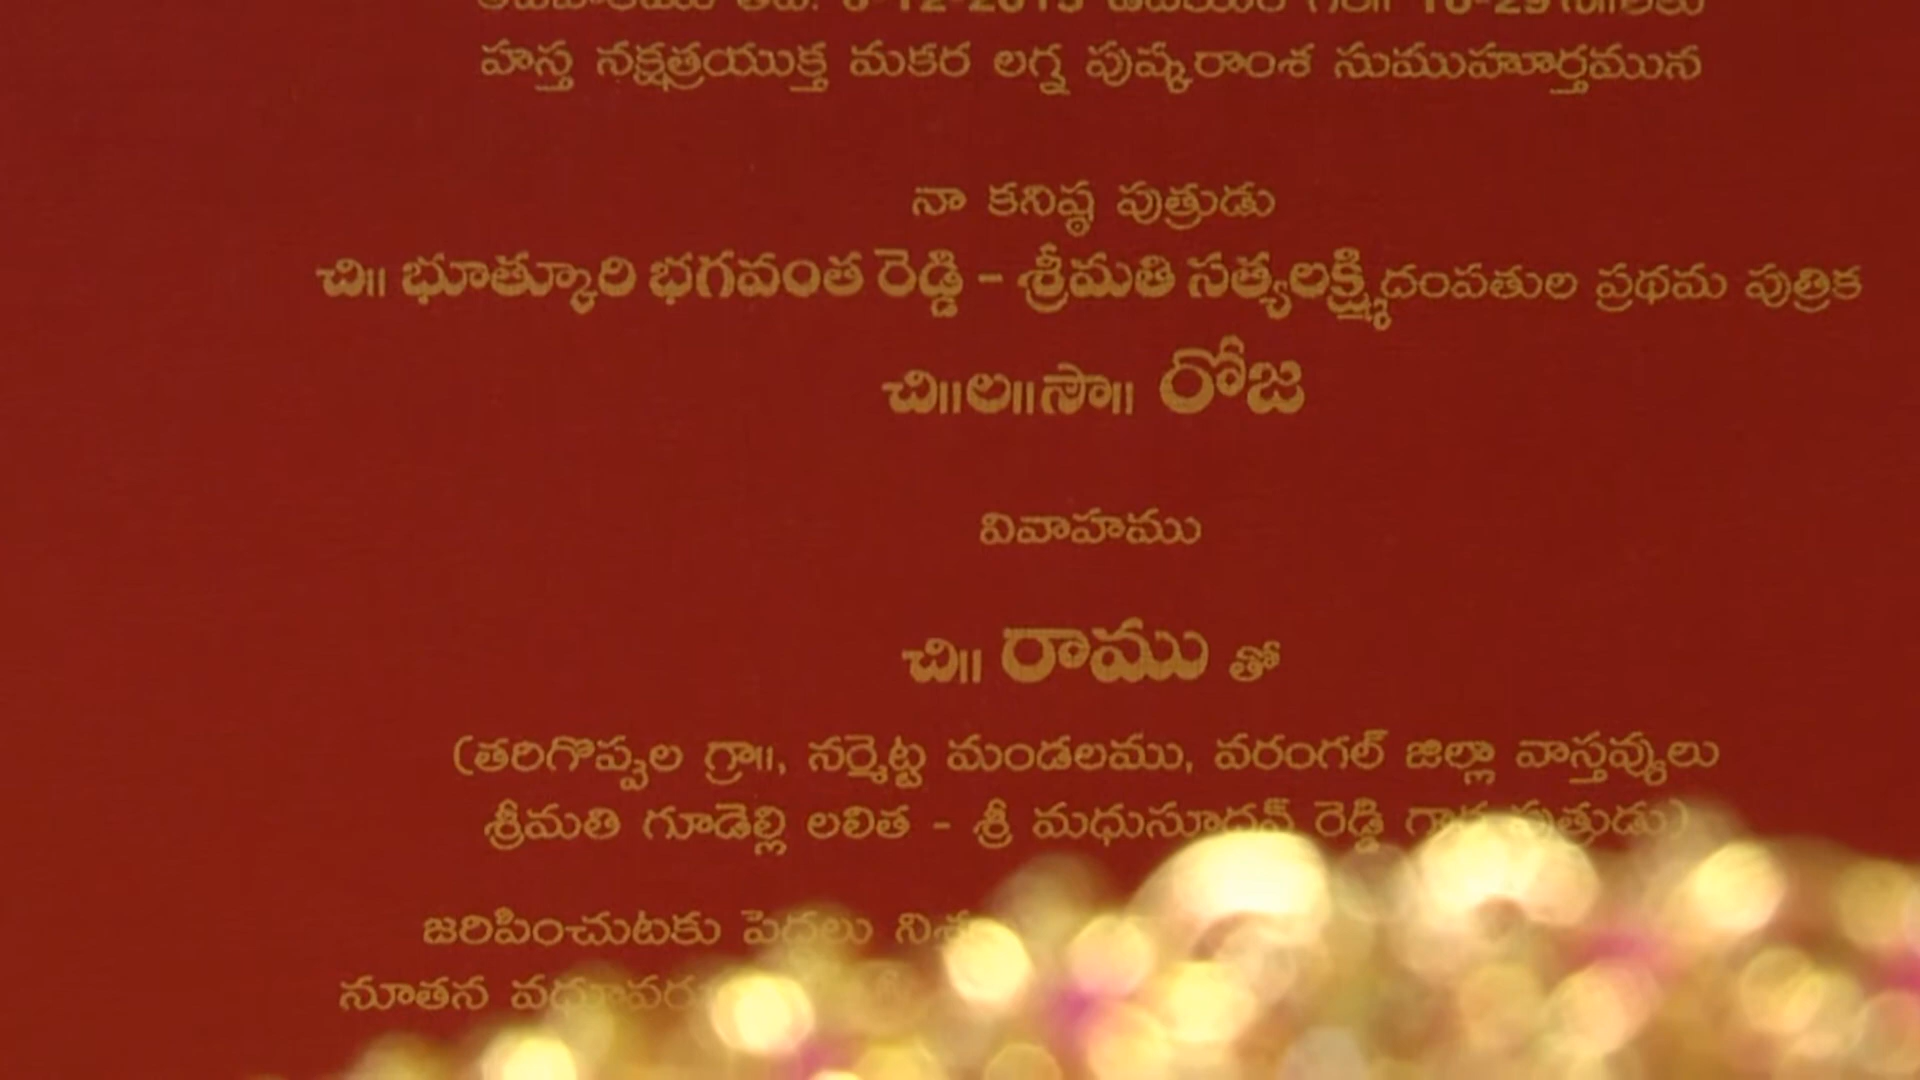 హస్త నక్షత్రయుక్త మకర లగ్న పుష్కరాంశ సుముహూర్తమున
నా కనిష్ఠ పుత్రుడు
చి॥ భూత్కూరి భగవంత రెడ్డి - శ్రీమతి సత్యలక్ష్మి దంపతుల ప్రథమ పుత్రిక
చి॥ల॥సౌ॥ రోజ
వివాహము
చి॥ రాము తో
(తరిగొప్పుల గ్రా॥, నర్మెట్ట మండలము, వరంగల్ జిల్లా వాస్తవ్యులు
శ్రీమతి గూడెల్లి లలిత - శ్రీ మధుసూదన్ రెడ్డి గారి పుత్రుడు)
జరిపించుటకు పెద్దలు
నూతన